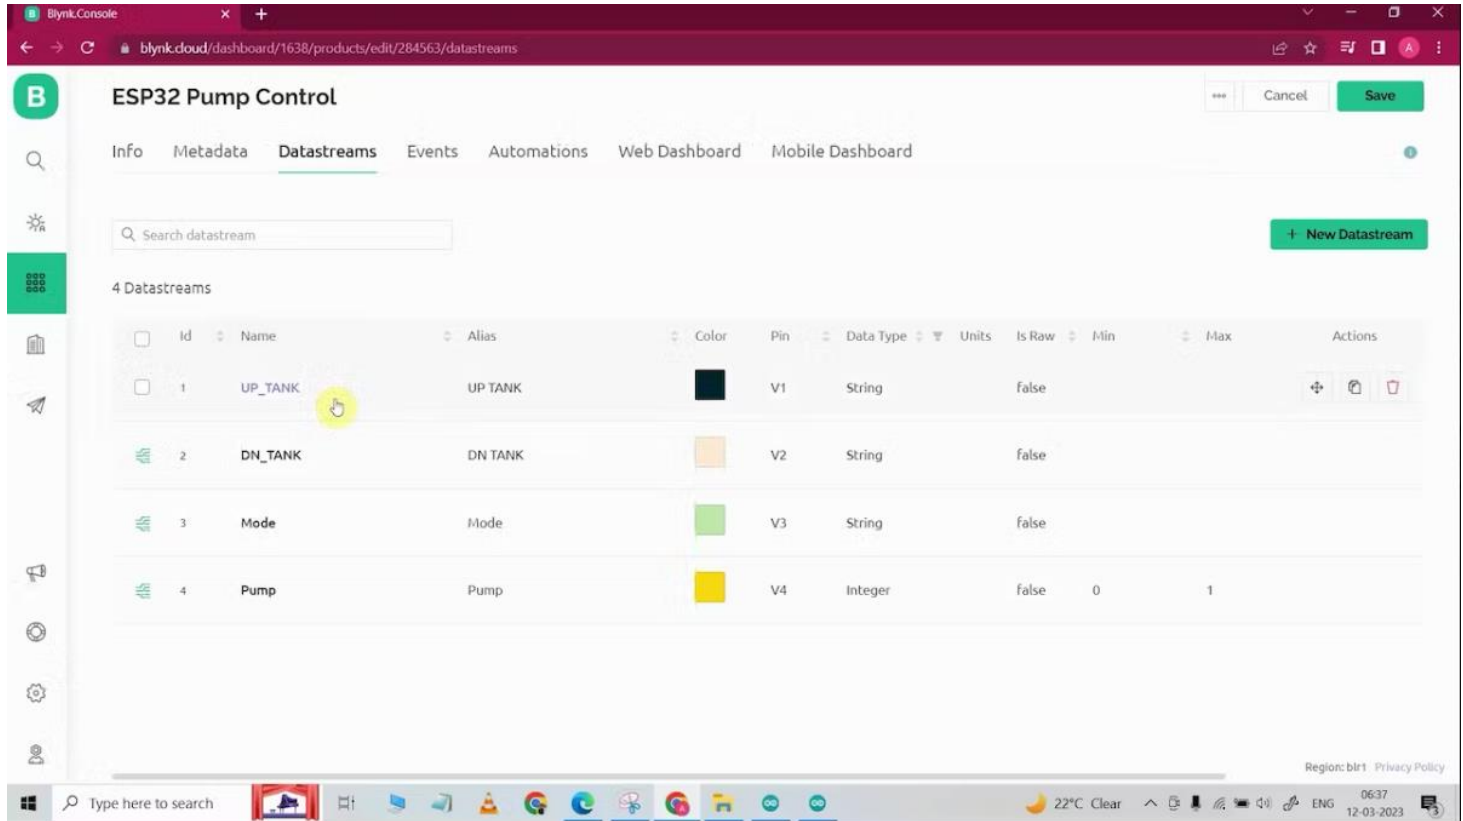 B Blynk.Console
blynk.cloud/dashboard/1638/products/edit/284563/datastreams
A
B
ESP32 Pump Control
Cancel
Save
Info Metadata Datastreams Events Automations Web Dashboard Mobile Dashboard
Search datastream
+ New Datastream
4 Datastreams
Id Name Alias Color Pin Data Type Units Is Raw Min Max Actions
1 UP_TANK UP TANK V1 String false
2 DN_TANK DN TANK V2 String false
3 Mode Mode V3 String false
4 Pump Pump V4 Integer false 0 1
Region: blr1 Privacy Policy
Type here to search
22°C Clear
ENG
06:37
12-03-2023
3